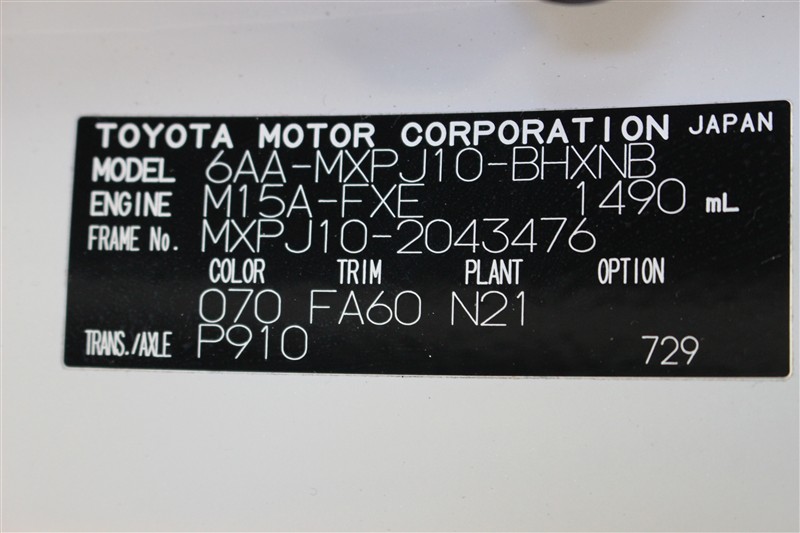 TOYOTA MOTOR CORPORATION JAPAN
MODEL 6AA-MXPJ10-BHXNB
ENGINE M15A-FXE 1490 mL
FRAME No. MXPJ10-2043476
COLOR TRIM PLANT OPTION
070 FA60 N21
TRANS./AXLE P910 729